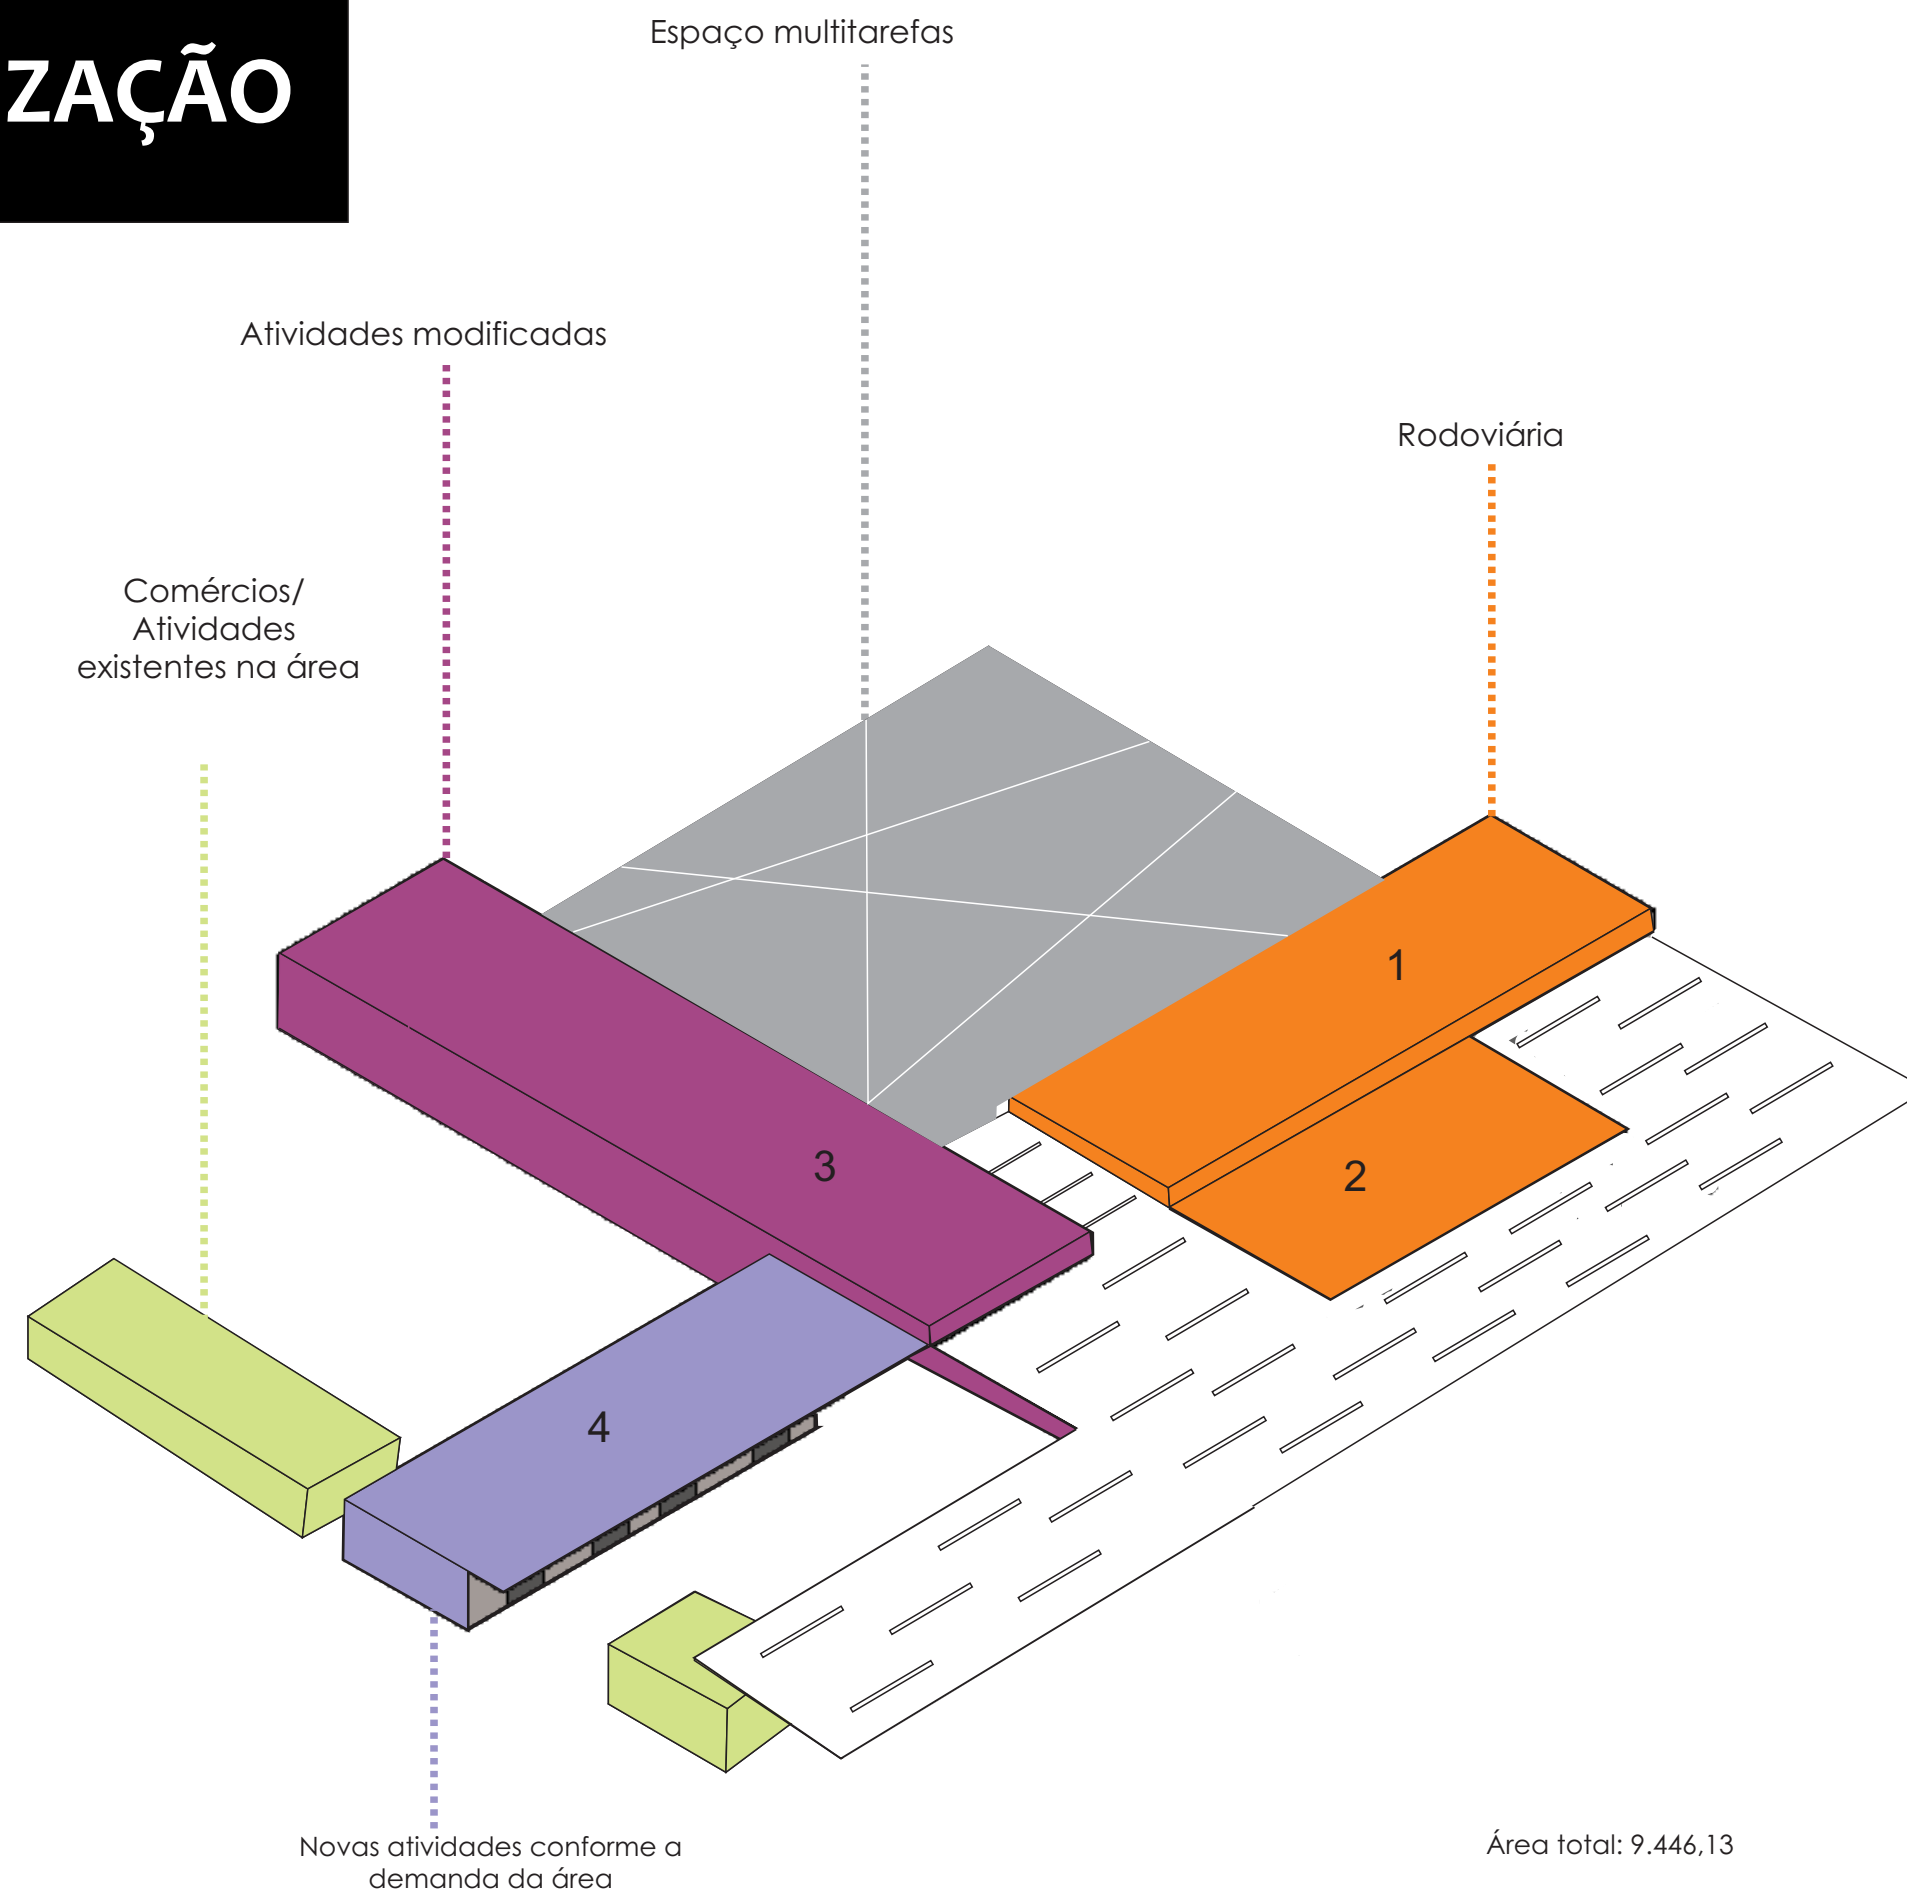 ZAÇÃO
Espaço multitarefas
Atividades modificadas
Rodoviária
Comércios/
Atividades
existentes na área
1
2
3
4
Novas atividades conforme a
demanda da área
Área total: 9.446,13